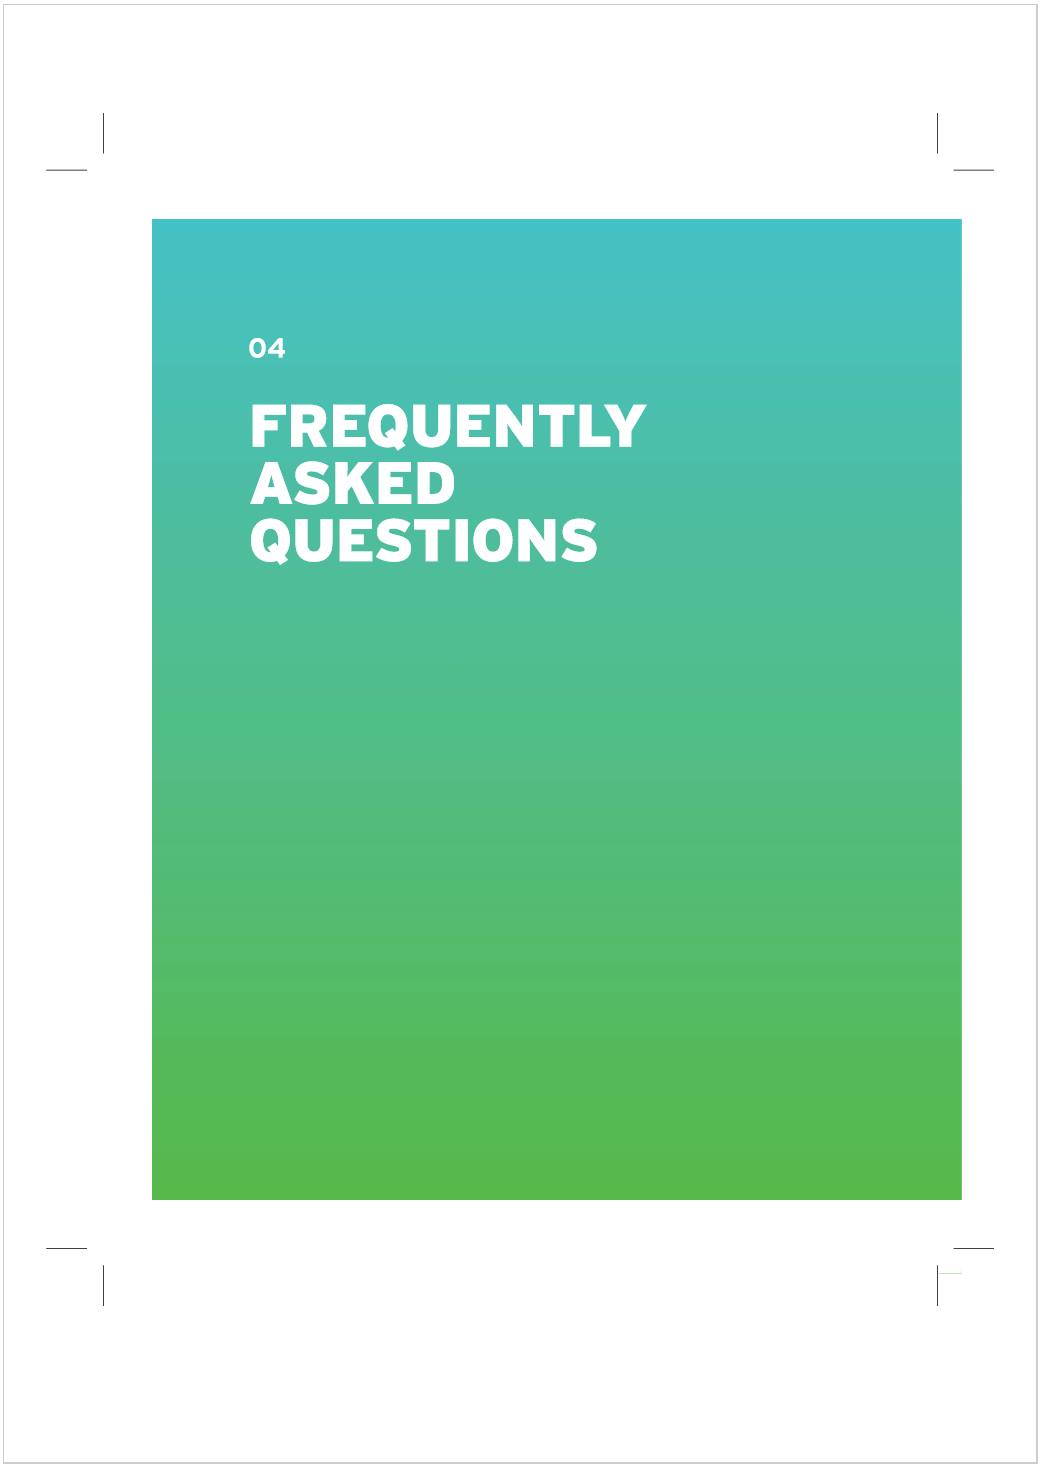 04
FREQUENTLY
ASKED
QUESTIONS